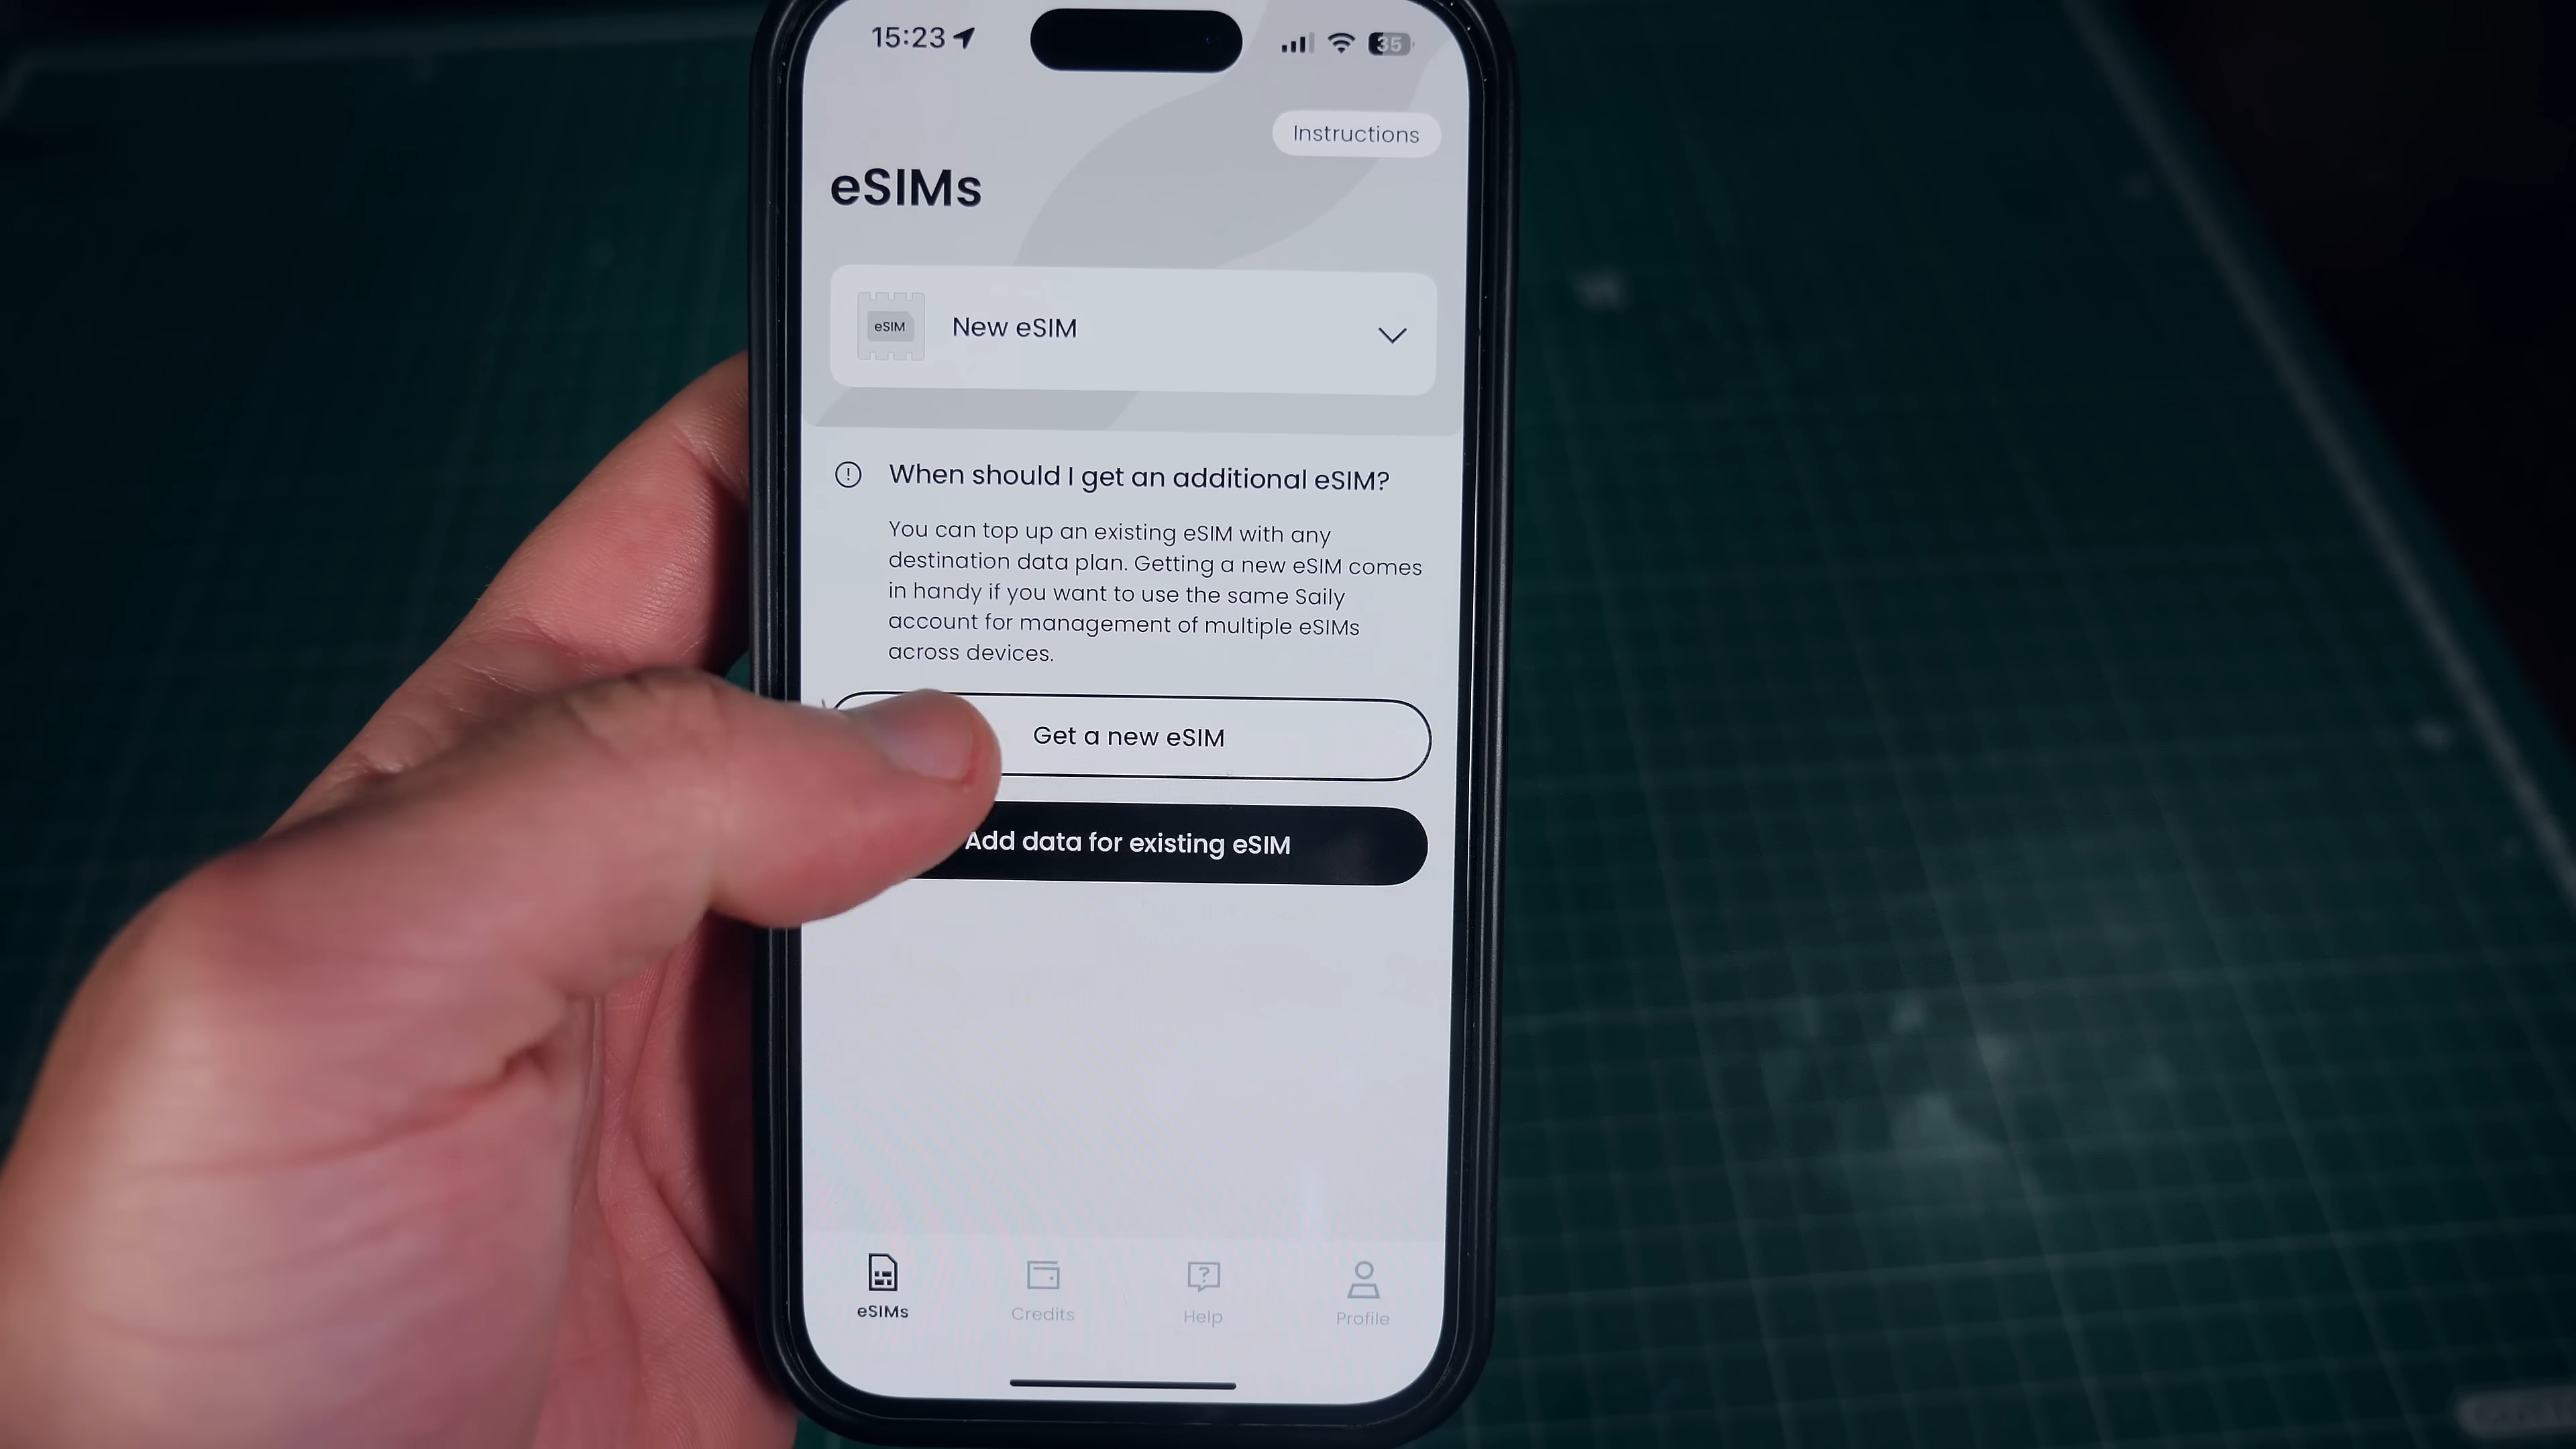 15:23
35
Instructions
eSIMs
eSIM
New eSIM
When should I get an additional eSIM?
You can top up an existing eSIM with any
destination data plan. Getting a new eSIM comes
in handy if you want to use the same Saily
account for management of multiple eSIMs
across devices.
Get a new eSIM
Add data for existing eSIM
eSIMs
Credits
Help
Profile